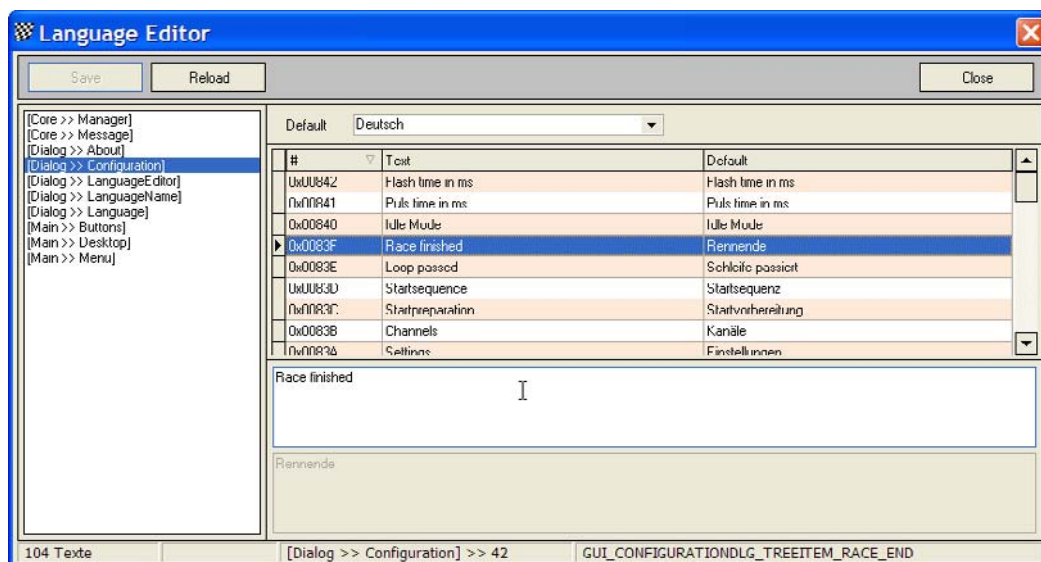 Language Editor
Save Reload Close
[Core >> Manager]
[Core >> Message]
[Dialog >> About]
[Dialog >> Configuration]
[Dialog >> LanguageEditor]
[Dialog >> LanguageName]
[Dialog >> Language]
[Main >> Buttons]
[Main >> Desktop]
[Main >> Menu]
Default Deutsch
# Text Default
0x00842 Flash time in ms Flash time in ms
0x00841 Puls time in ms Puls time in ms
0x00840 Idle Mode Idle Mode
0x0083F Race finished Rennende
0x0083E Loop passed Schleife passiert
0x0083D Startsequence Startsequenz
0x0083C Startpreparation Startvorbereitung
0x0083B Channels Kanäle
0x0083A Settings Einstellungen
Race finished
Rennende
104 Texte [Dialog >> Configuration] >> 42 GUI_CONFIGURATIONDLG_TREEITEM_RACE_END